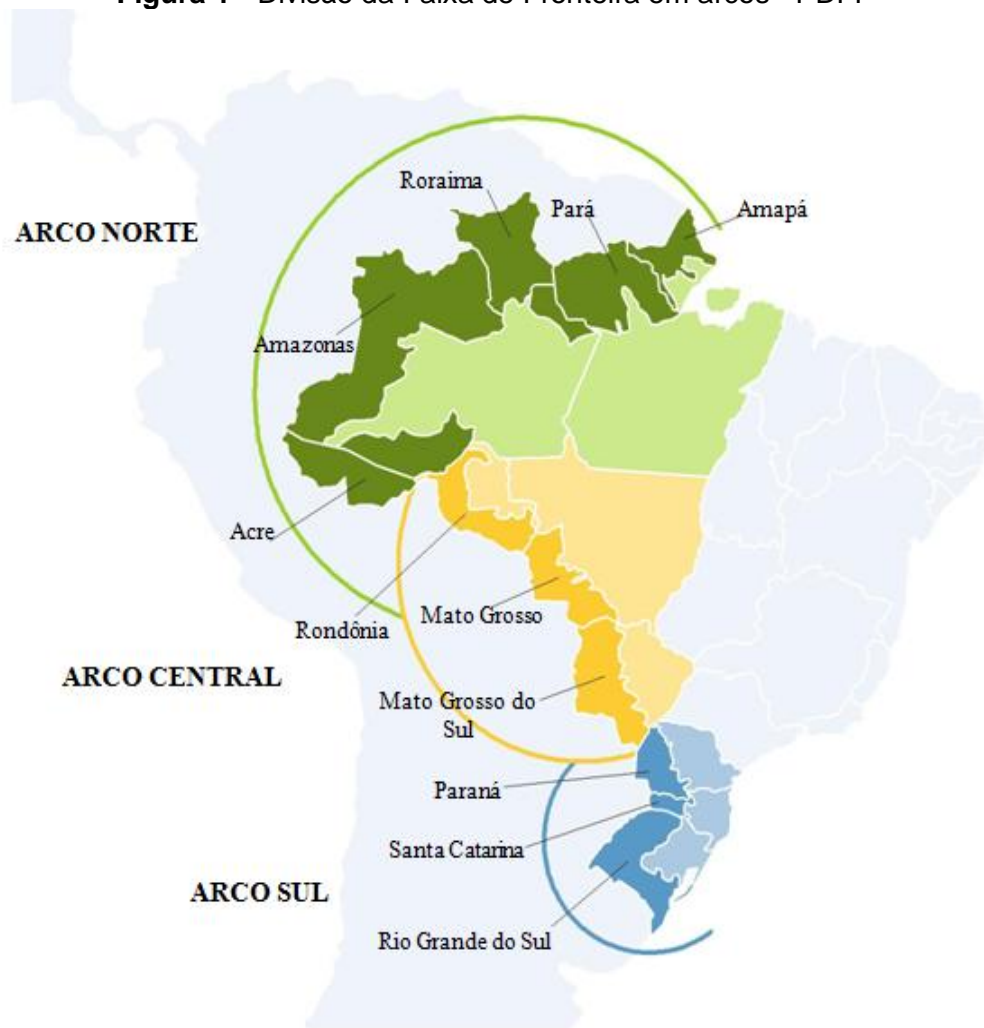 Roraima
Pará
Amapá
ARCO NORTE
Amazonas
Acre
Mato Grosso
Rondônia
ARCO CENTRAL
Mato Grosso do
Sul
Paraná
Santa Catarina
ARCO SUL
Rio Grande do Sul